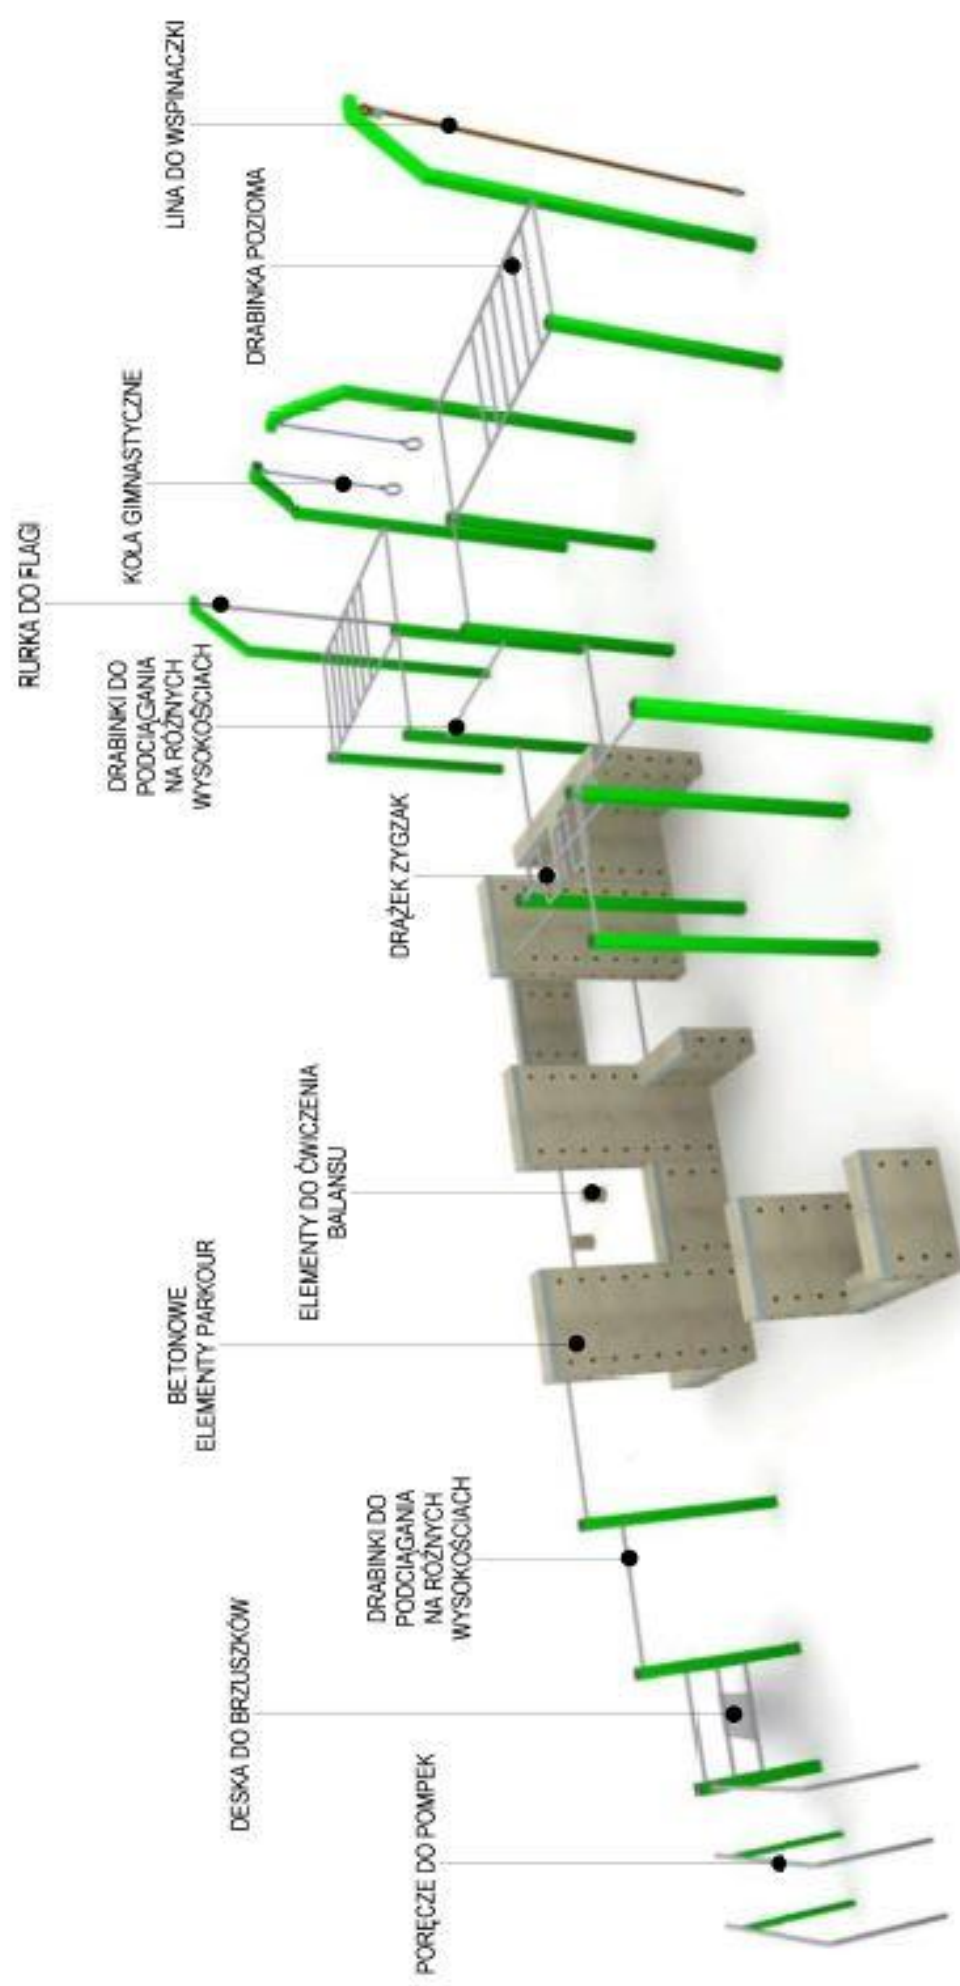 PORĘCZE DO POMPEK
DESKA DO BRZUSZKÓW
DRABINKI DO
PODCIĄGANIA
NA RÓŻNYCH
WYSOKOŚCIACH
BETONOWE
ELEMENTY PARKOUR
ELEMENTY DO ĆWICZENIA
BALANSU
DRĄŻEK ZYGZAK
DRABINKI DO
PODCIĄGANIA
NA RÓŻNYCH
WYSOKOŚCIACH
RURKA DO FLAGI
KOŁA GIMNASTYCZNE
DRABINKA POZIOMA
LINA DO WSPINACZKI